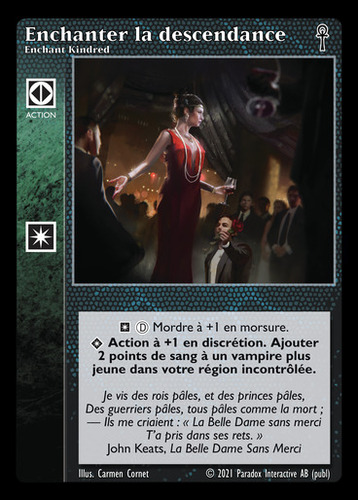 Enchanter la descendance
Enchant Kindred
ACTION
D Mordre à +1 en morsure.
Action à +1 en discrétion. Ajouter
2 points de sang à un vampire plus
jeune dans votre région incontrôlée.
Je vis des rois pâles, et des princes pâles,
Des guerriers pâles, tous pâles comme la mort ;
— Ils me criaient : « La Belle Dame sans merci
T'a pris dans ses rets. »
John Keats, La Belle Dame Sans Merci
Illus. Carmen Cornet © 2021 Paradox Interactive AB (publ)